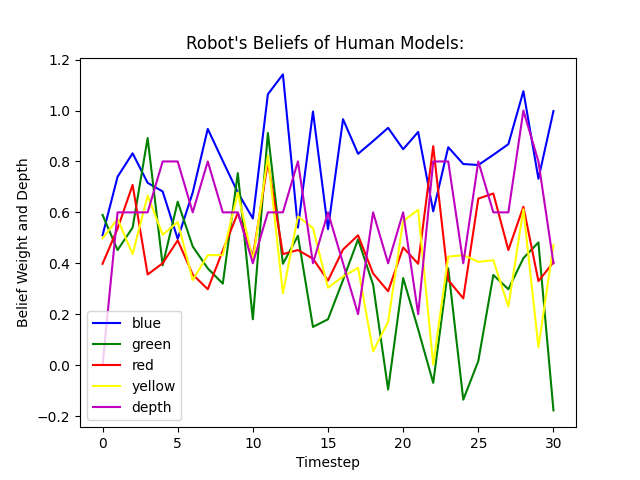 Robot's Beliefs of Human Models:
Belief Weight and Depth
1.2
1.0
0.8
0.6
0.4
0.2
0.0
−0.2
blue
green
red
yellow
depth
0 5 10 15 20 25 30
Timestep